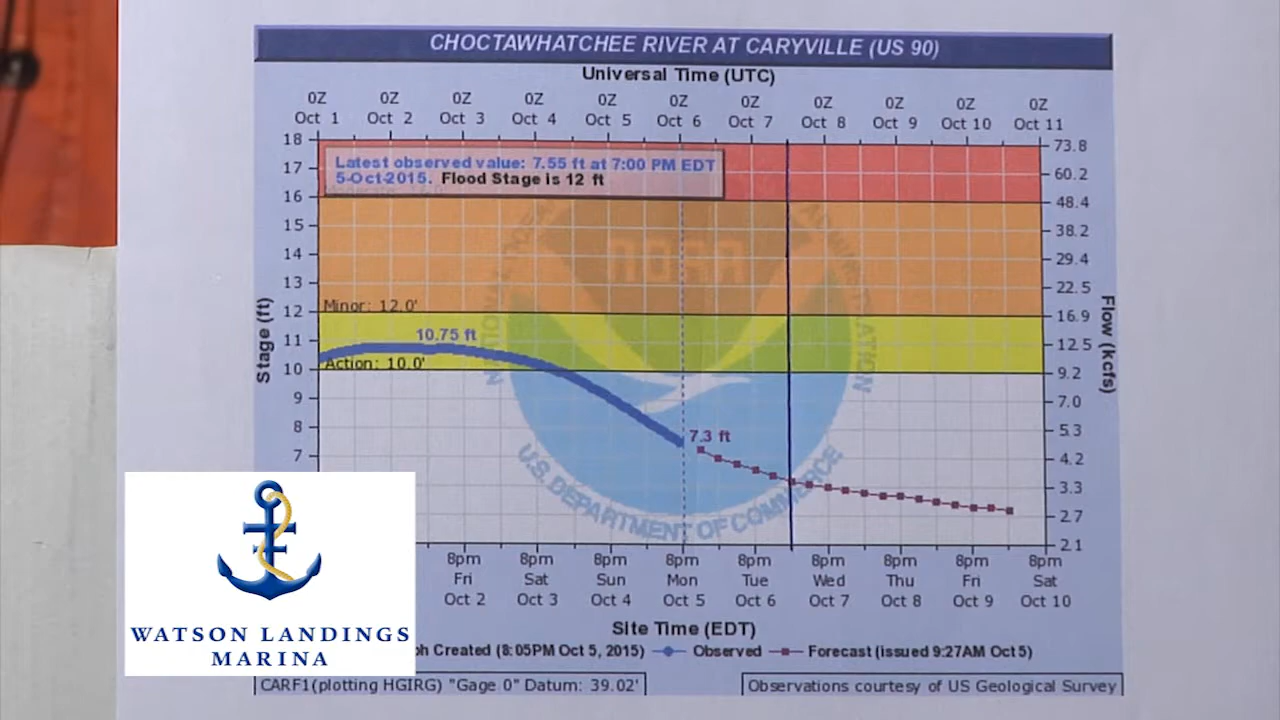 CHOCTAWHATCHEE RIVER AT CARYVILLE (US 90)
Universal Time (UTC)
0Z 0Z 0Z 0Z 0Z 0Z 0Z 0Z 0Z 0Z 0Z
Oct 1 Oct 2 Oct 3 Oct 4 Oct 5 Oct 6 Oct 7 Oct 8 Oct 9 Oct 10 Oct 11
18 73.8
Latest observed value: 7.55 ft at 7:00 PM EDT
5-Oct-2015. Flood Stage is 12 ft
17 60.2
16 48.4
15 38.2
NOAA
14 29.4
13 22.5
Minor: 12.0'
12 16.9
10.75 ft
11 12.5
Action: 10.0'
10 9.2
9 7.0
8 5.3
7.3 ft
7 4.2
3.3
2.7
2.1
Stage (ft)
Flow (kcfs)
U.S. DEPARTMENT OF COMMERCE
8pm 8pm 8pm 8pm 8pm 8pm 8pm 8pm 8pm
Fri Sat Sun Mon Tue Wed Thu Fri Sat
Oct 2 Oct 3 Oct 4 Oct 5 Oct 6 Oct 7 Oct 8 Oct 9 Oct 10
Site Time (EDT)
Created (8:05PM Oct 5, 2015) Observed Forecast (issued 9:27AM Oct 5)
CARF1(plotting HGIRG) "Gage 0" Datum: 39.02'
Observations courtesy of US Geological Survey
WATSON LANDINGS
MARINA